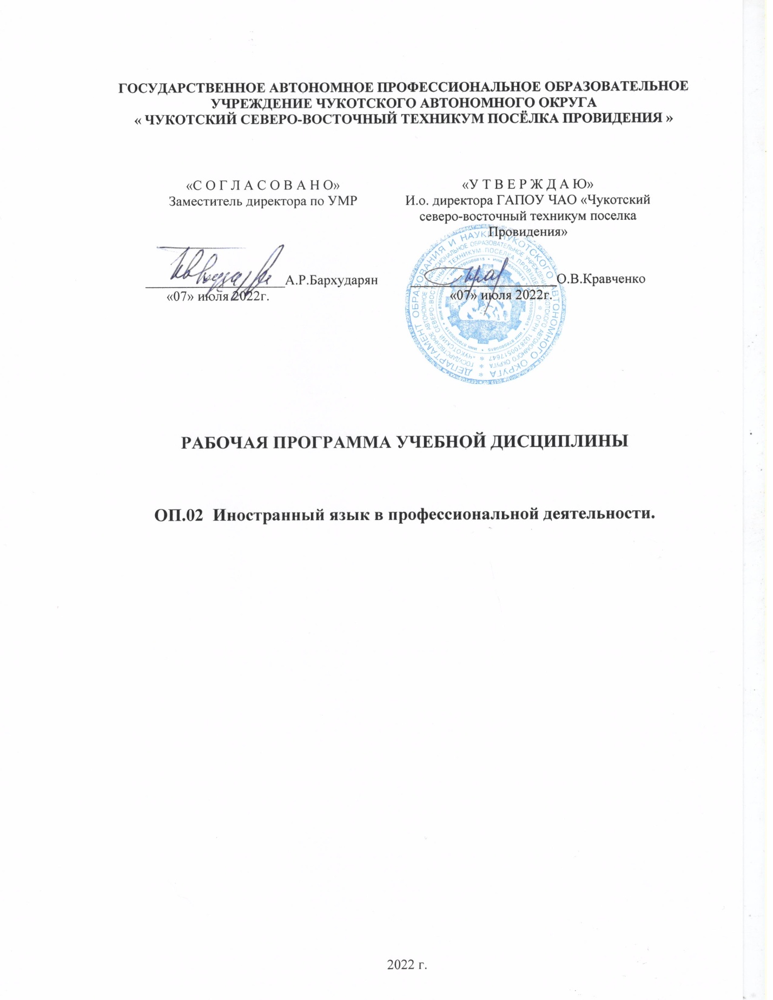 ГОСУДАРСТВЕННОЕ АВТОНОМНОЕ ПРОФЕССИОНАЛЬНОЕ ОБРАЗОВАТЕЛЬНОЕ
УЧРЕЖДЕНИЕ ЧУКОТСКОГО АВТОНОМНОГО ОКРУГА
« ЧУКОТСКИЙ СЕВЕРО-ВОСТОЧНЫЙ ТЕХНИКУМ ПОСЁЛКА ПРОВИДЕНИЯ »
«С О Г Л А С О В А Н О»
Заместитель директора по УМР
А.Р.Бархударян
«07» июля 2022г.
«У Т В Е Р Ж Д А Ю»
И.о. директора ГАПОУ ЧАО «Чукотский
северо-восточный техникум поселка
Провидения»
О.В.Кравченко
«07» июля 2022г.
ДЕПАРТАМЕНТ ОБРАЗОВАНИЯ И НАУКИ ЧУКОТСКОГО АВТОНОМНОГО ОКРУГА
ГОСУДАРСТВЕННОЕ АВТОНОМНОЕ ПРОФЕССИОНАЛЬНОЕ ОБРАЗОВАТЕЛЬНОЕ УЧРЕЖДЕНИЕ ЧУКОТСКОГО АВТОНОМНОГО ОКРУГА
«ЧУКОТСКИЙ СЕВЕРО-ВОСТОЧНЫЙ ТЕХНИКУМ ПОСЕЛКА ПРОВИДЕНИЯ» * ОГРН 1028700517647
ИНН 8705000815
РАБОЧАЯ ПРОГРАММА УЧЕБНОЙ ДИСЦИПЛИНЫ
ОП.02 Иностранный язык в профессиональной деятельности.
2022 г.